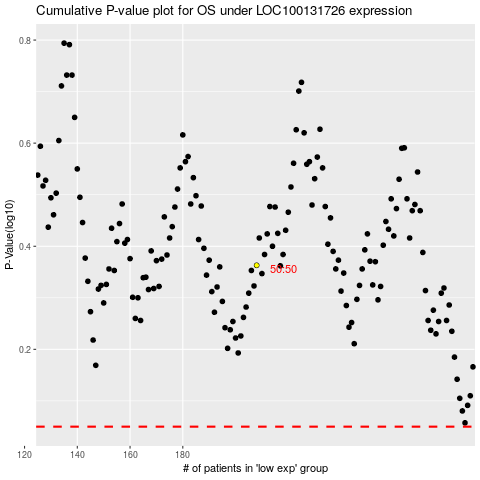 Cumulative P-value plot for OS under LOC100131726 expression
P-Value(log10)
0.8
0.6
0.4
0.2
50:50
120 140 160 180
# of patients in 'low exp' group